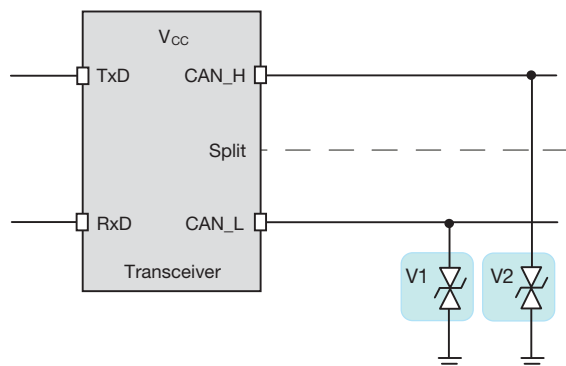 V_CC
TxD CAN_H
Split
RxD CAN_L
V1 V2
Transceiver